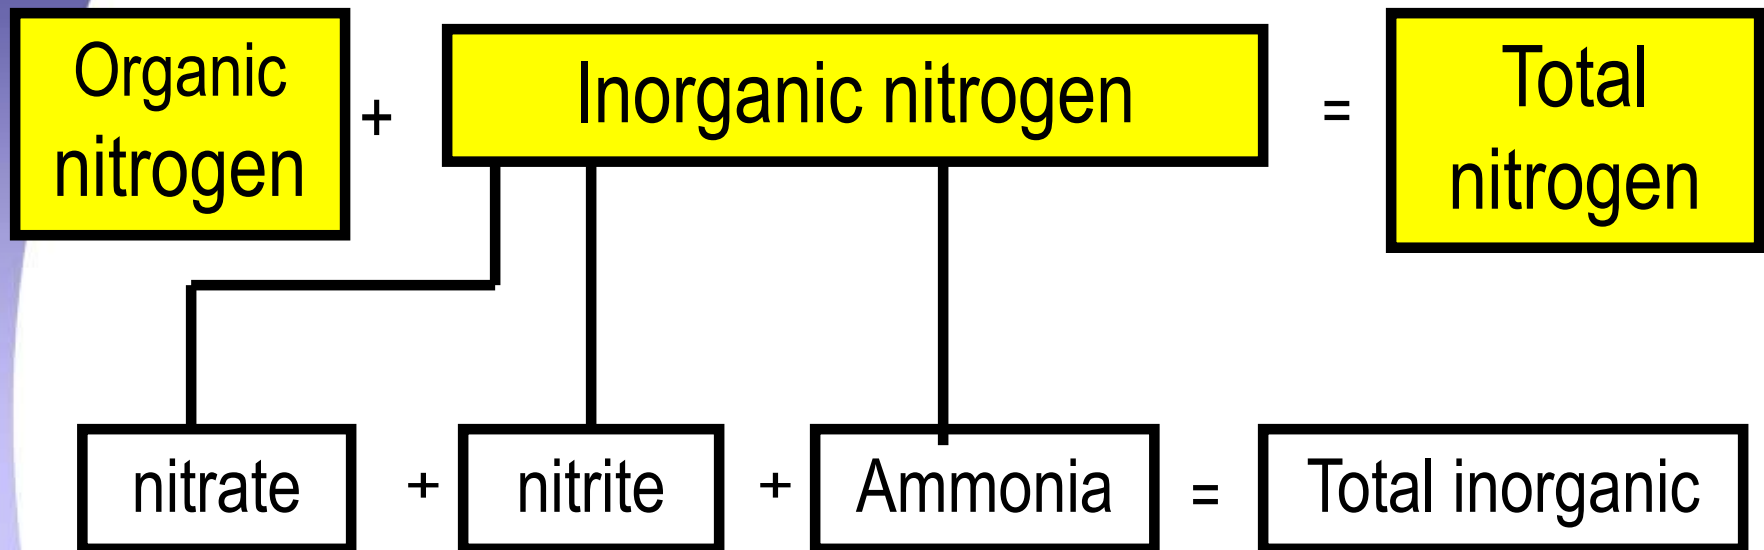 Organic
nitrogen
+
Inorganic nitrogen
=
Total
nitrogen
nitrate + nitrite + Ammonia = Total inorganic